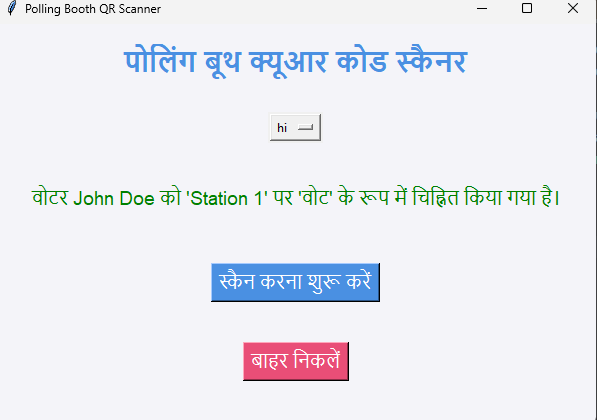 Polling Booth QR Scanner
पोलिंग बूथ क्यूआर कोड स्कैनर
hi
वोटर John Doe को 'Station 1' पर 'वोट' के रूप में चिह्नित किया गया है।
स्कैन करना शुरू करें
बाहर निकलें